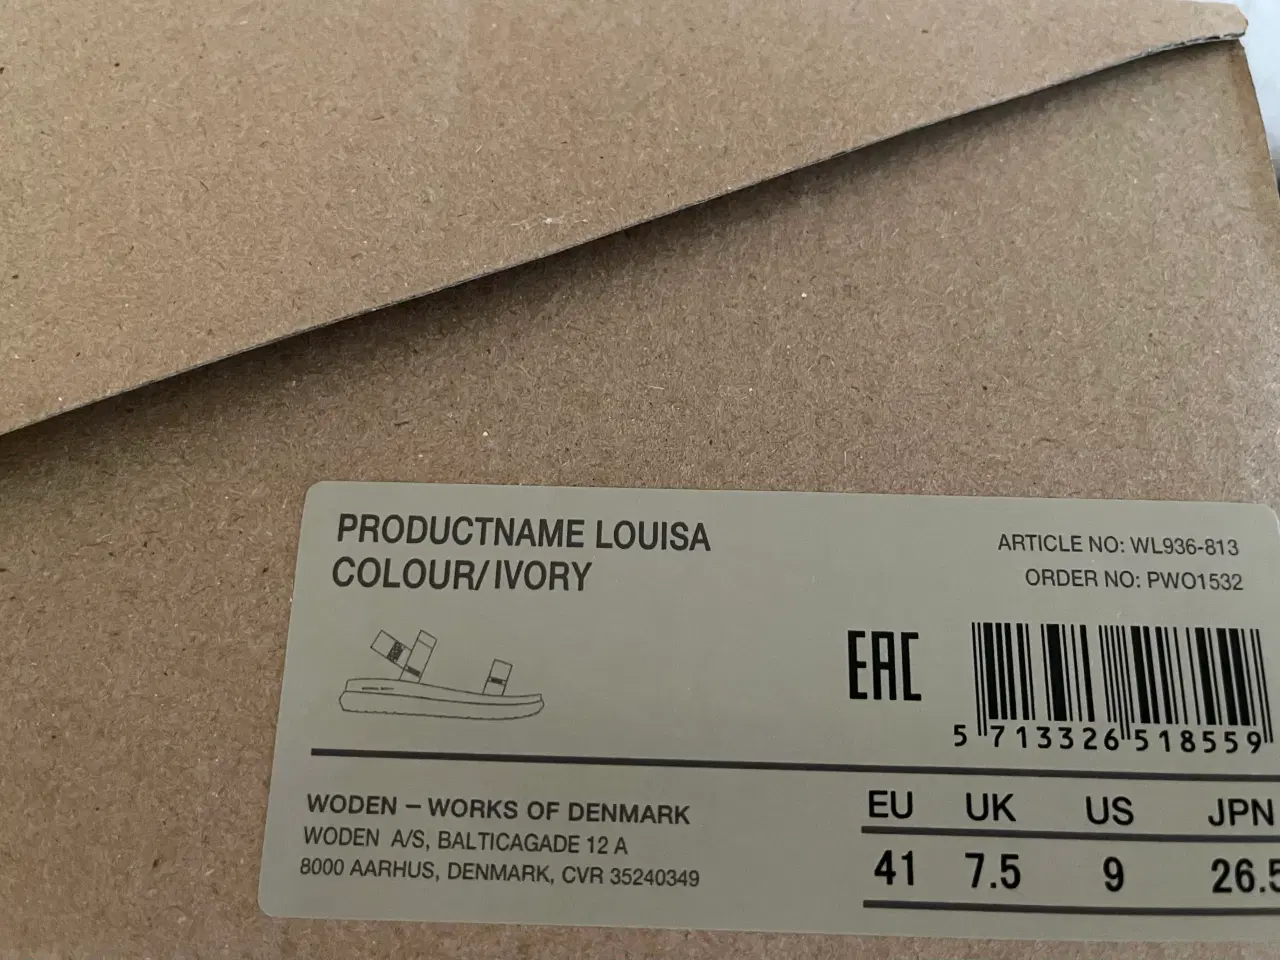 PRODUCTNAME LOUISA
COLOUR/IVORY
ARTICLE NO: WL936-813
ORDER NO: PWO1532
EAC
5 713326 518559
WODEN – WORKS OF DENMARK
WODEN A/S, BALTICAGADE 12 A
8000 AARHUS, DENMARK, CVR 35240349
EU UK US JPN
41 7.5 9 26.5